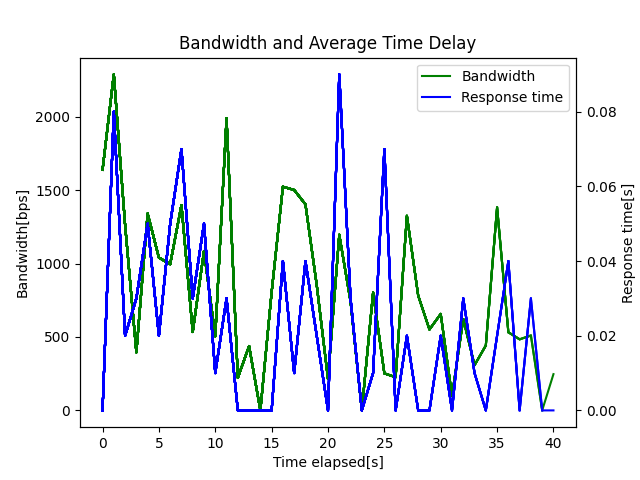 Bandwidth and Average Time Delay
Bandwidth
Response time
2000
1500
1000
500
0
Bandwidth[bps]
0.08
0.06
0.04
0.02
0.00
Response time[s]
0 5 10 15 20 25 30 35 40
Time elapsed[s]